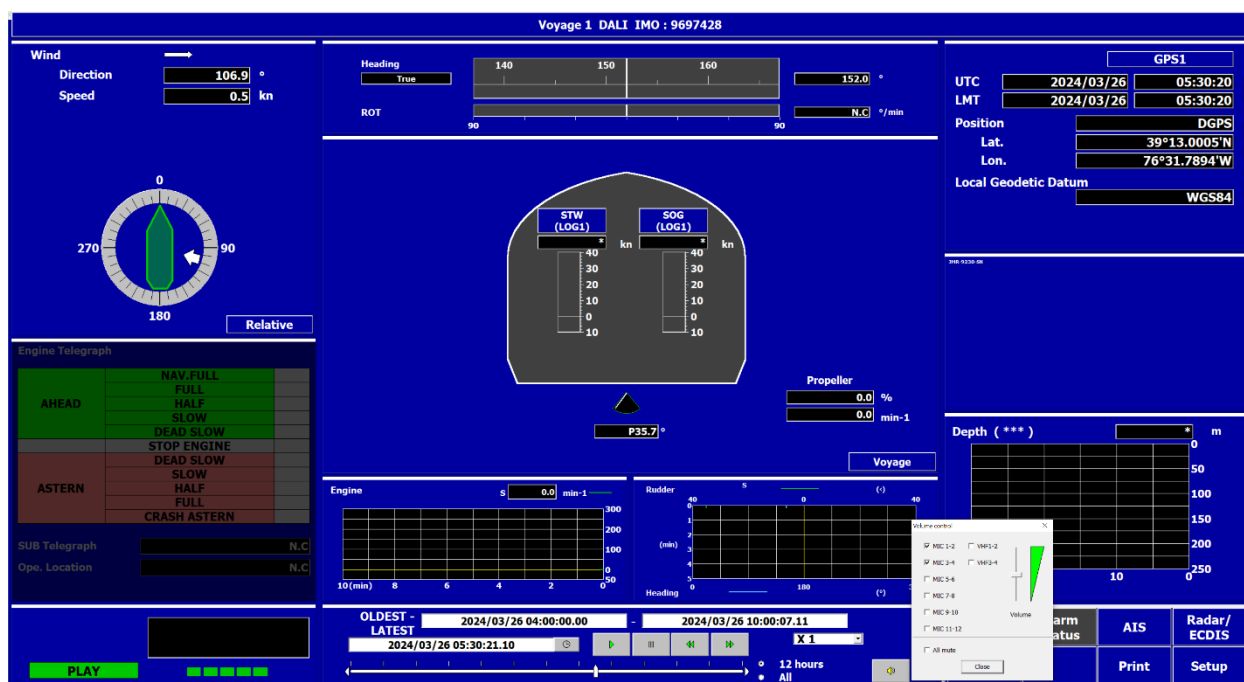 Voyage 1 DALI IMO : 9697428
Wind
Direction 106.9 °
Speed 0.5 kn
0
270 90
180
Relative
Heading
True
140 150 160
152.0 °
ROT
90 90
N.C °/min
GPS1
UTC 2024/03/26 05:30:20
LMT 2024/03/26 05:30:20
Position DGPS
Lat. 39°13.0005'N
Lon. 76°31.7894'W
Local Geodetic Datum
WGS84
JHR-9230-SN
STW
(LOG1)
* kn
40
30
20
10
0
10
SOG
(LOG1)
* kn
40
30
20
10
0
10
Propeller
0.0 %
0.0 min-1
P35.7 °
Voyage
Engine Telegraph
AHEAD
NAV.FULL
FULL
HALF
SLOW
DEAD SLOW
STOP ENGINE
ASTERN
DEAD SLOW
SLOW
HALF
FULL
CRASH ASTERN
SUB Telegraph N.C
Ope. Location N.C
Engine S 0.0 min-1
300
200
100
0
50
10(min) 8 6 4 2 0
Rudder S (°)
40 0 40
0
1
2
(min) 3
4
5
Heading 180 (°)
Depth ( *** ) * m
0
50
100
150
200
250
10 0
Volume control X
MIC 1-2 VHF1-2
MIC 3-4 VHF3-4
MIC 5-6
MIC 7-8
MIC 9-10
MIC 11-12
Volume
All mute
Close
PLAY
OLDEST -
LATEST
2024/03/26 04:00:00.00 - 2024/03/26 10:00:07.11
2024/03/26 05:30:21.10
X 1
12 hours
All
arm
atus
AIS
Radar/
ECDIS
Print
Setup